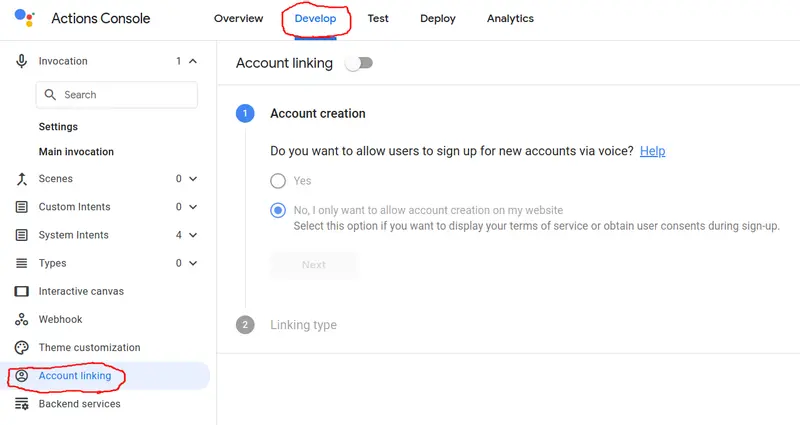 Actions Console
Overview
Develop
Test
Deploy
Analytics
Invocation 1
Search
Settings
Main invocation
Scenes 0
Custom Intents 0
System Intents 4
Types 0
Interactive canvas
Webhook
Theme customization
Account linking
Backend services
Account linking
1 Account creation
Do you want to allow users to sign up for new accounts via voice? Help
Yes
No, I only want to allow account creation on my website
Select this option if you want to display your terms of service or obtain user consents during sign-up.
Next
2 Linking type